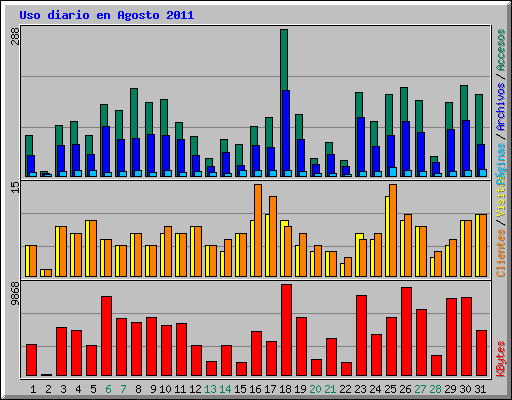 Uso diario en Agosto 2011
288
15
9868
Clientes / Visitas
Páginas / Archivos / Accesos
KBytes
1 2 3 4 5 6 7 8 9 10 11 12 13 14 15 16 17 18 19 20 21 22 23 24 25 26 27 28 29 30 31